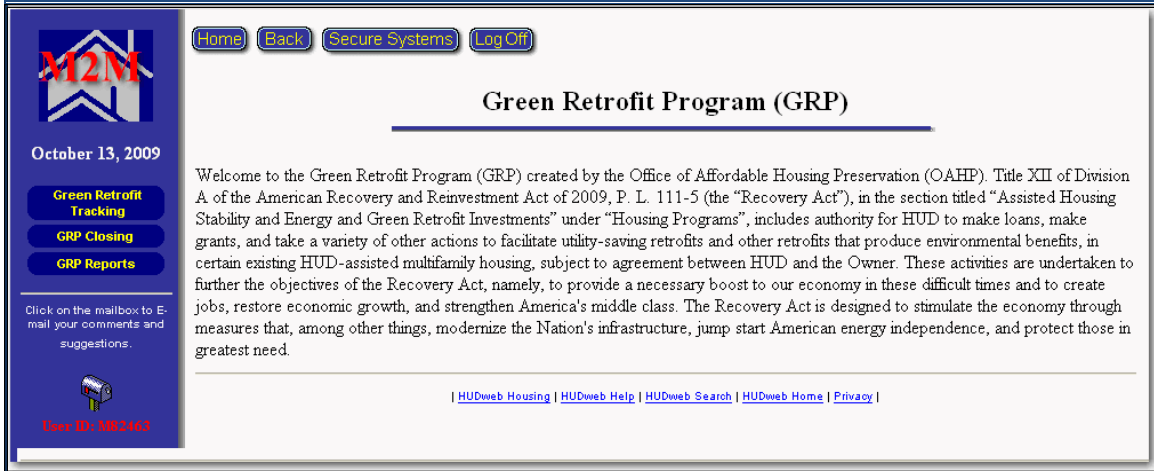 M2M
October 13, 2009
Green Retrofit
Tracking
GRP Closing
GRP Reports
Click on the mailbox to E-
mail your comments and
suggestions.
User ID: M82463
Home Back Secure Systems Log Off
Green Retrofit Program (GRP)
Welcome to the Green Retrofit Program (GRP) created by the Office of Affordable Housing Preservation (OAHP). Title XII of Division
A of the American Recovery and Reinvestment Act of 2009, P. L. 111-5 (the “Recovery Act”), in the section titled “Assisted Housing
Stability and Energy and Green Retrofit Investments” under “Housing Programs”, includes authority for HUD to make loans, make
grants, and take a variety of other actions to facilitate utility-saving retrofits and other retrofits that produce environmental benefits, in
certain existing HUD-assisted multifamily housing, subject to agreement between HUD and the Owner. These activities are undertaken to
further the objectives of the Recovery Act, namely, to provide a necessary boost to our economy in these difficult times and to create
jobs, restore economic growth, and strengthen America's middle class. The Recovery Act is designed to stimulate the economy through
measures that, among other things, modernize the Nation's infrastructure, jump start American energy independence, and protect those in
greatest need.
| HUDweb Housing | HUDweb Help | HUDweb Search | HUDweb Home | Privacy |